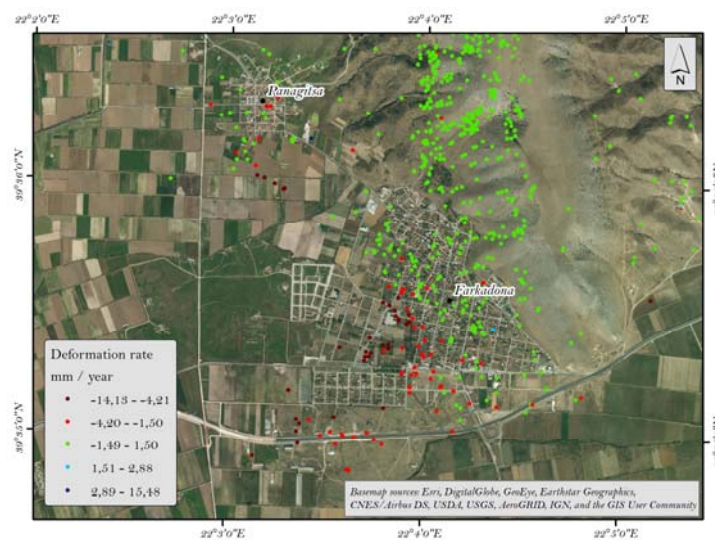 22°2'0"E 22°3'0"E 22°4'0"E 22°5'0"E
N
Panagitsa
39°36'0"N
Farkadona
Deformation rate
mm / year
-14,13 - -4,21
-4,20 - -1,50
-1,49 - 1,50
1,51 - 2,88
2,89 - 15,48
39°35'0"N
Basemap sources: Esri, DigitalGlobe, GeoEye, Earthstar Geographics,
CNES/Airbus DS, USDA, USGS, AeroGRID, IGN, and the GIS User Community
22°3'0"E 22°4'0"E 22°5'0"E